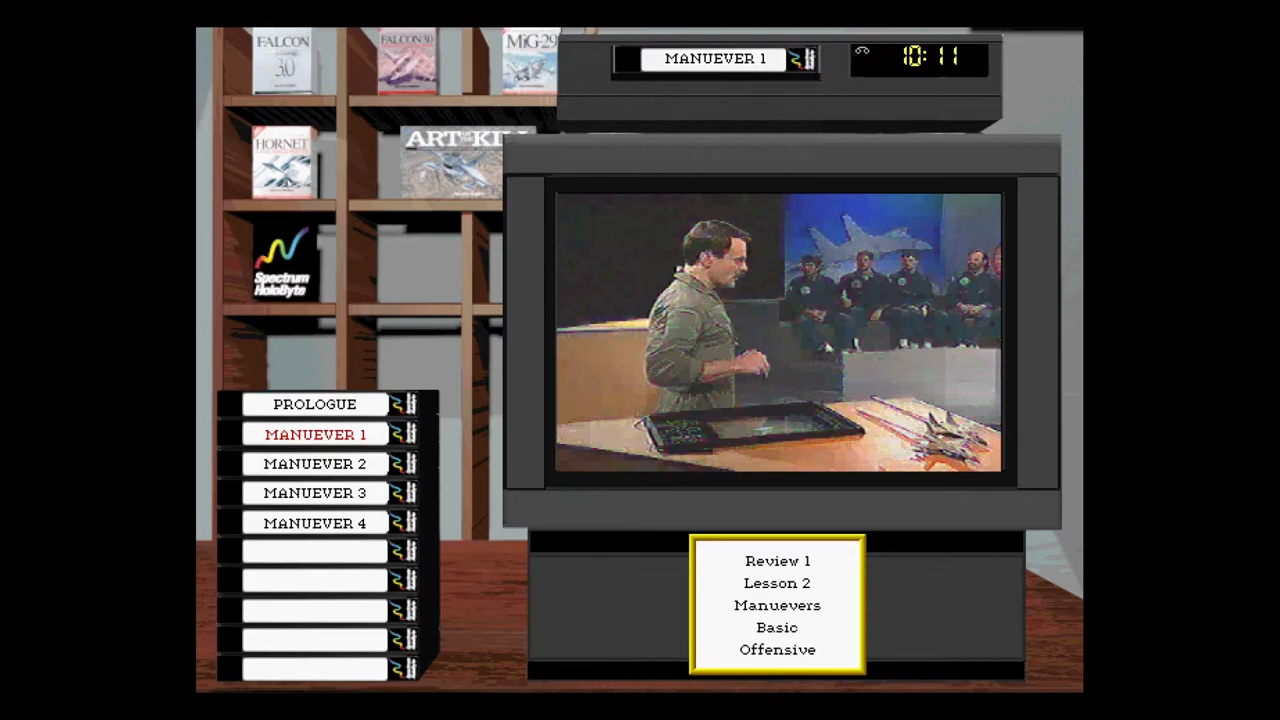 FALCON
3.0
FALCON 3.0
MiG-29
HORNET
ART OF THE KILL
Spectrum
HoloByte
MANUEVER 1
10:11
PROLOGUE
MANUEVER 1
MANUEVER 2
MANUEVER 3
MANUEVER 4
Review 1
Lesson 2
Manuevers
Basic
Offensive